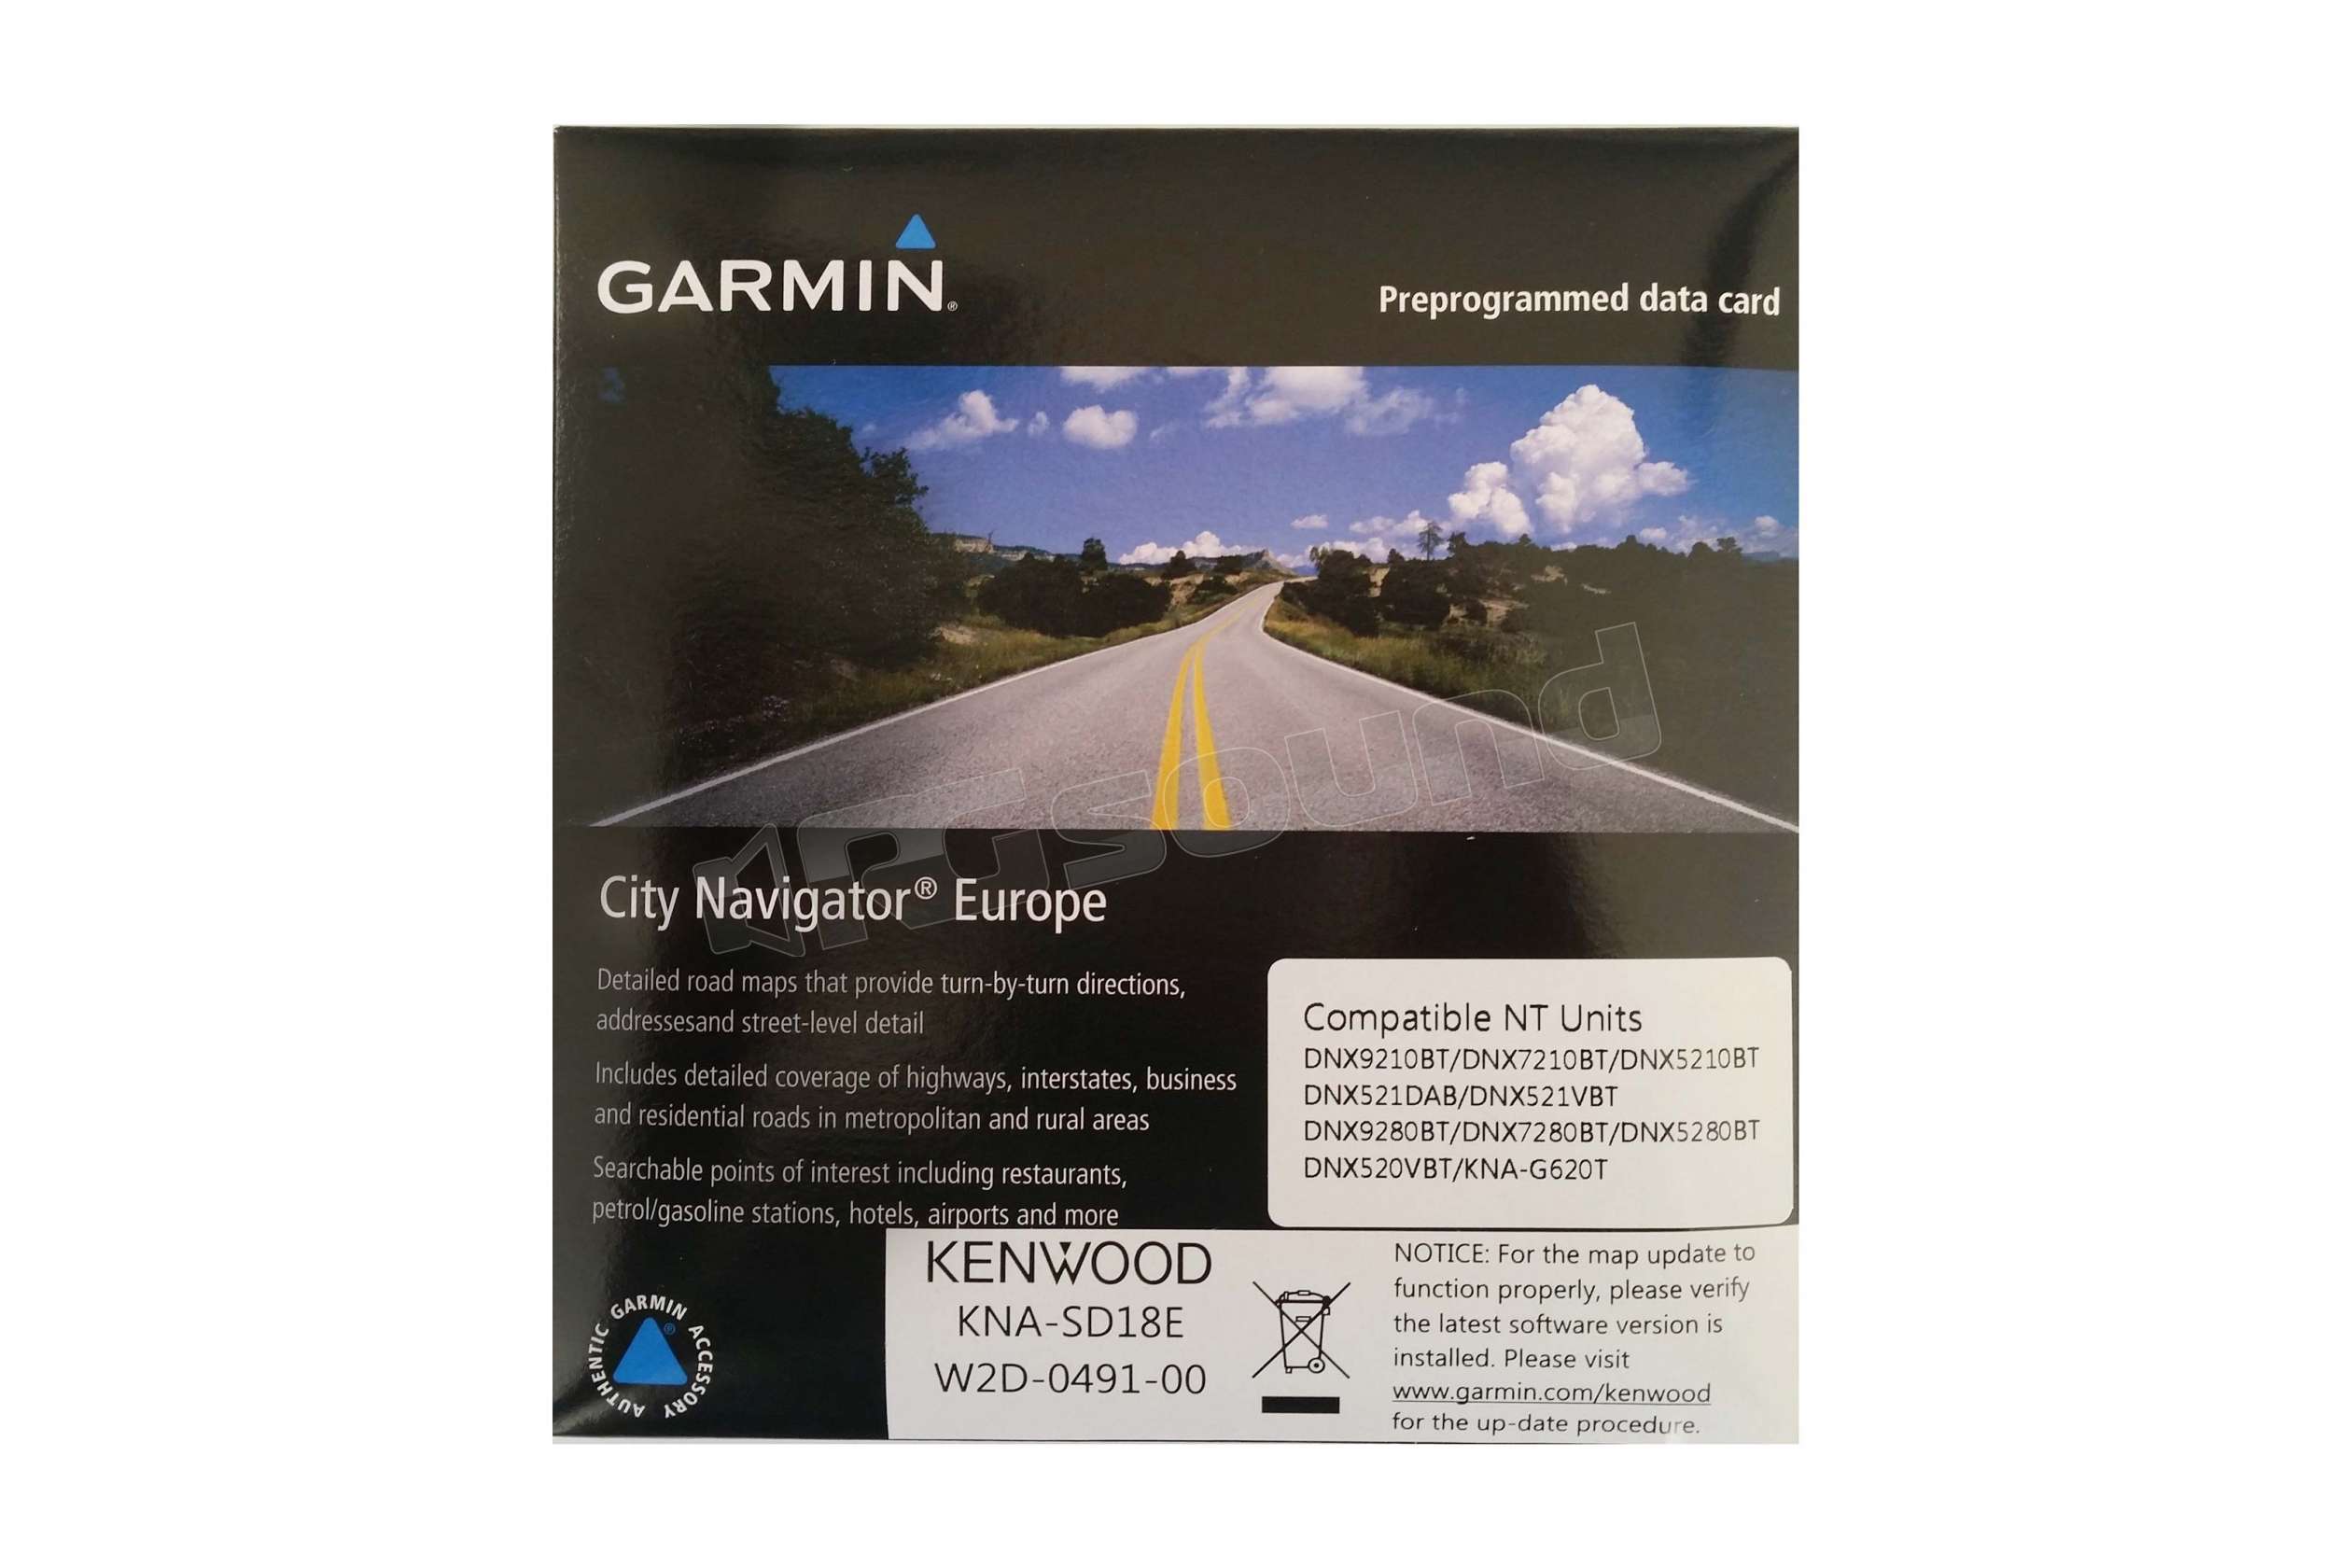 GARMIN®
Preprogrammed data card
RGsound
City Navigator® Europe
Detailed road maps that provide turn-by-turn directions,
addressesand street-level detail
Includes detailed coverage of highways, interstates, business
and residential roads in metropolitan and rural areas
Searchable points of interest including restaurants,
petrol/gasoline stations, hotels, airports and more
Compatible NT Units
DNX9210BT/DNX7210BT/DNX5210BT
DNX521DAB/DNX521VBT
DNX9280BT/DNX7280BT/DNX5280BT
DNX520VBT/KNA-G620T
AUTHENTIC GARMIN ACCESSORY
®
KENWOOD
KNA-SD18E
W2D-0491-00
NOTICE: For the map update to
function properly, please verify
the latest software version is
installed. Please visit
www.garmin.com/kenwood
for the up-date procedure.